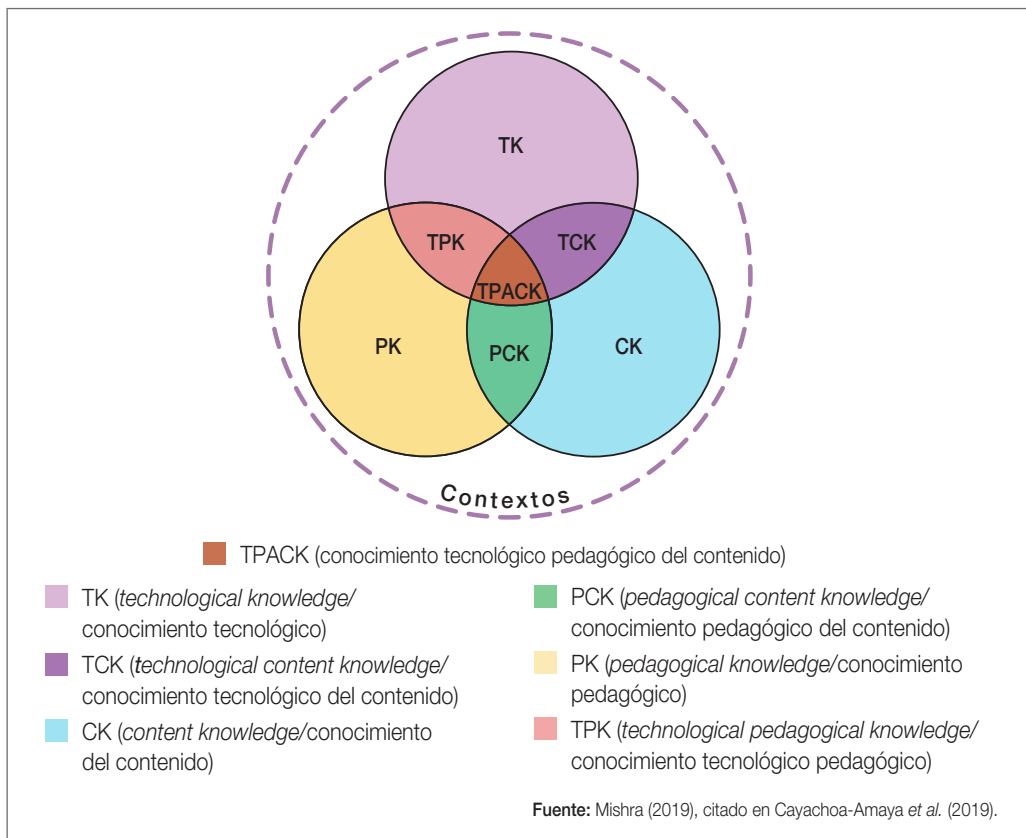 TK
TPK
TCK
TPACK
PK
PCK
CK
Contextos
TPACK (conocimiento tecnológico pedagógico del contenido)
TK (technological knowledge/
conocimiento tecnológico)
TCK (technological content knowledge/
conocimiento tecnológico del contenido)
CK (content knowledge/conocimiento
del contenido)
PCK (pedagogical content knowledge/
conocimiento pedagógico del contenido)
PK (pedagogical knowledge/conocimiento
pedagógico)
TPK (technological pedagogical knowledge/
conocimiento tecnológico pedagógico)
Fuente: Mishra (2019), citado en Cayachoa-Amaya et al. (2019).